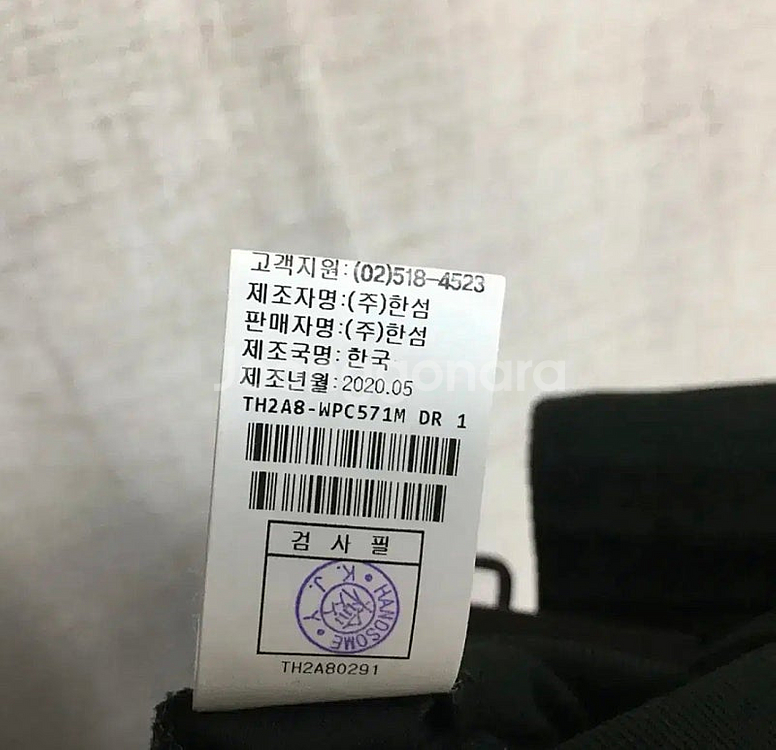 고객지원:(02)518-4523
제조자명:(주)한섬
판매자명:(주)한섬
제조국명: 한국
제조년월:2020.05
TH2A8-WPC571M DR 1
검 사 필
HANDSOME
K. J. Y
TH2A80291
Joonggonara